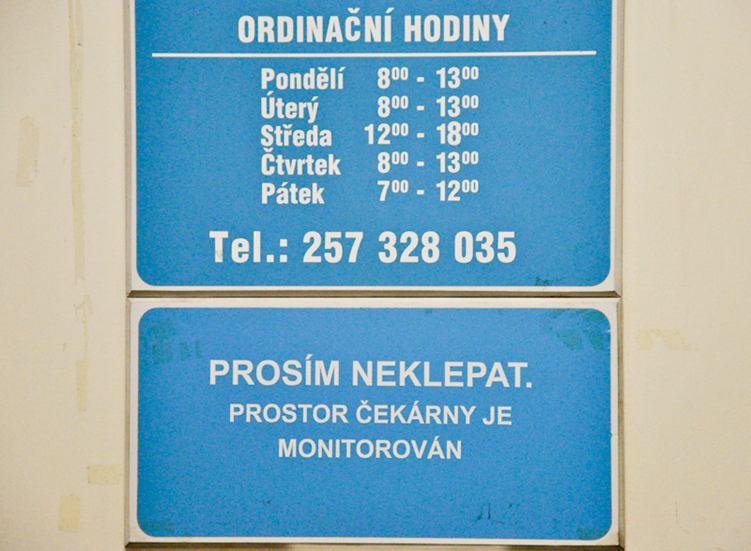 ORDINAČNÍ HODINY
Pondělí 8⁰⁰ - 13⁰⁰
Úterý 8⁰⁰ - 13⁰⁰
Středa 12⁰⁰ - 18⁰⁰
Čtvrtek 8⁰⁰ - 13⁰⁰
Pátek 7⁰⁰ - 12⁰⁰
Tel.: 257 328 035
PROSÍM NEKLEPAT.
PROSTOR ČEKÁRNY JE
MONITOROVÁN